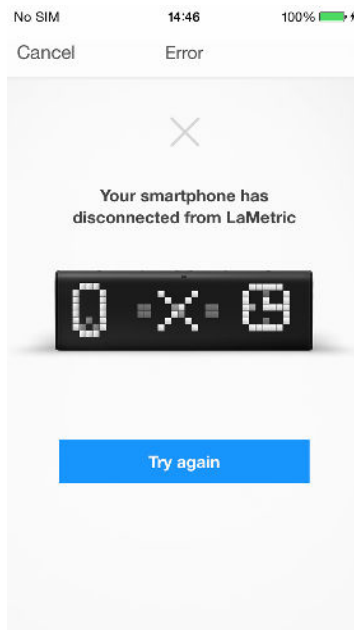 No SIM 14:46 100%
Cancel Error
Your smartphone has
disconnected from LaMetric
Try again